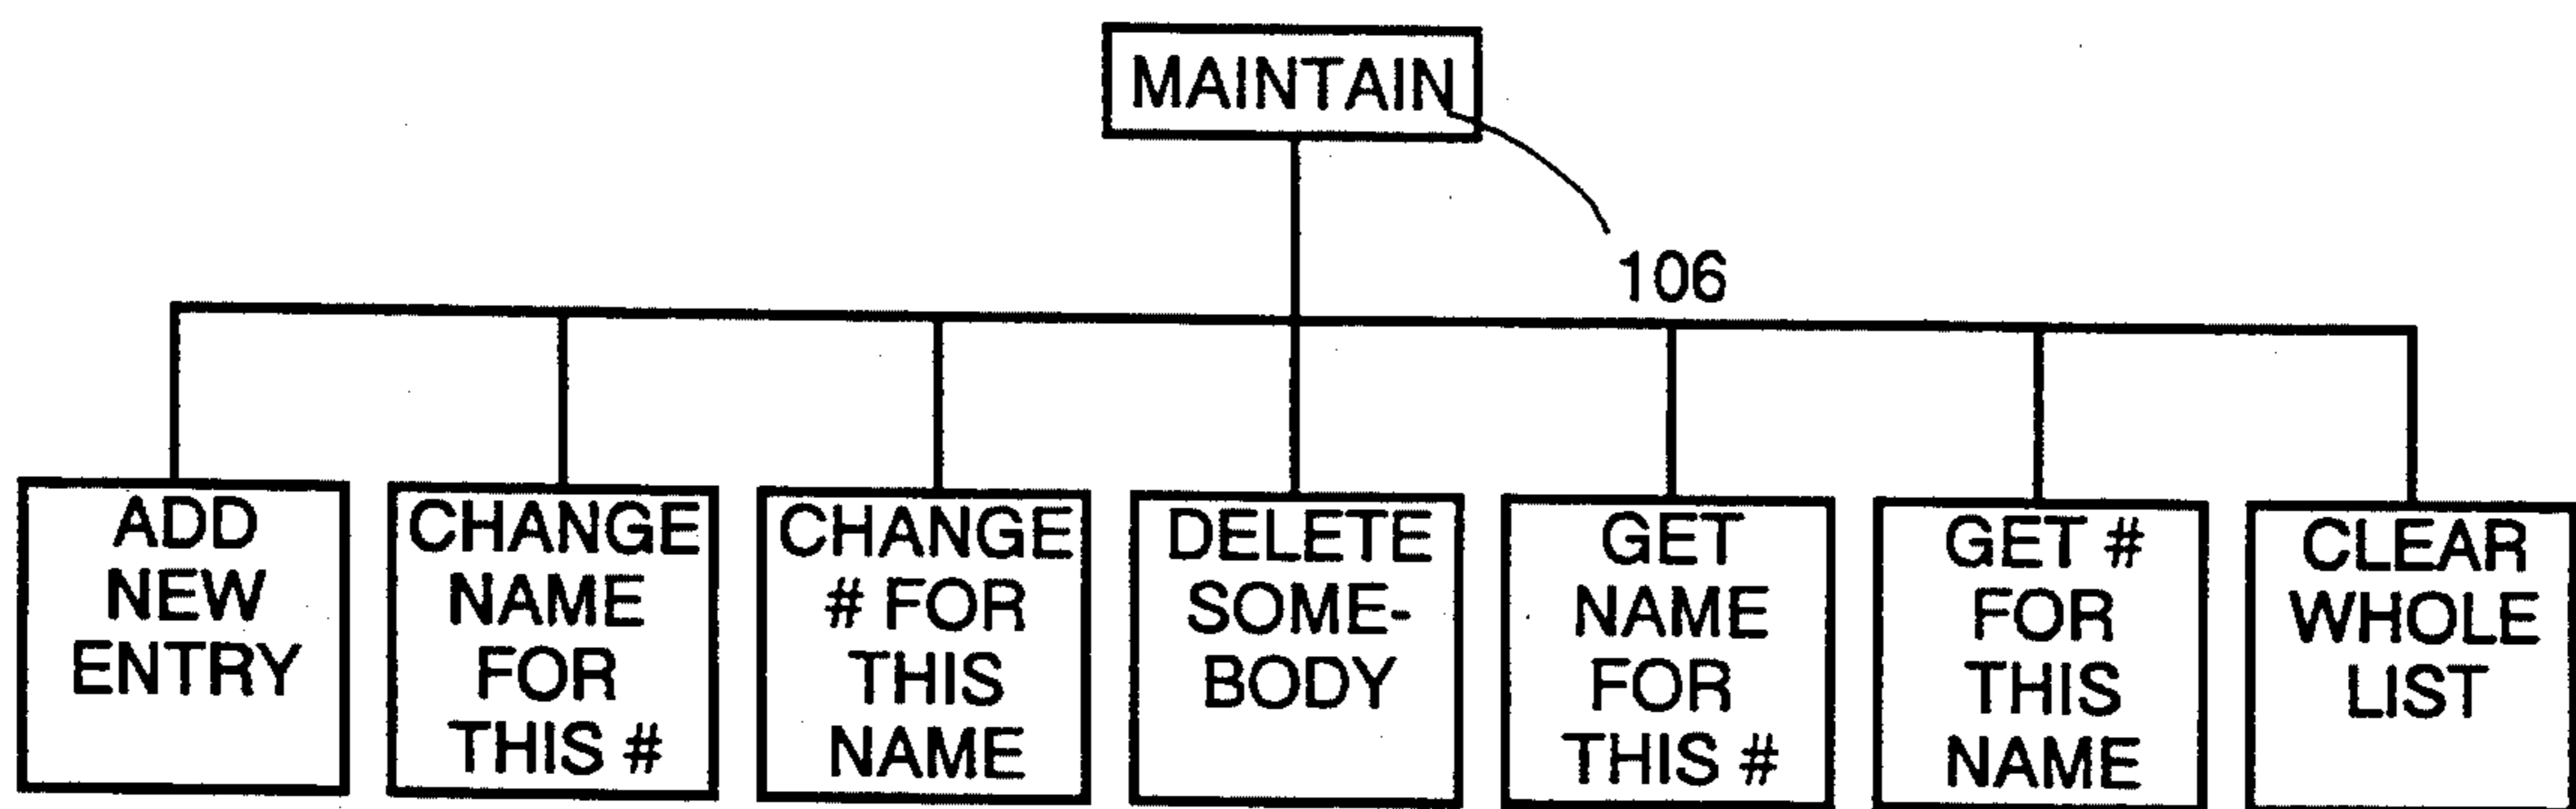 MAINTAIN
106
ADD
NEW
ENTRY
CHANGE
NAME
FOR
THIS #
CHANGE
# FOR
THIS
NAME
DELETE
SOME-
BODY
GET
NAME
FOR
THIS #
GET #
FOR
THIS
NAME
CLEAR
WHOLE
LIST